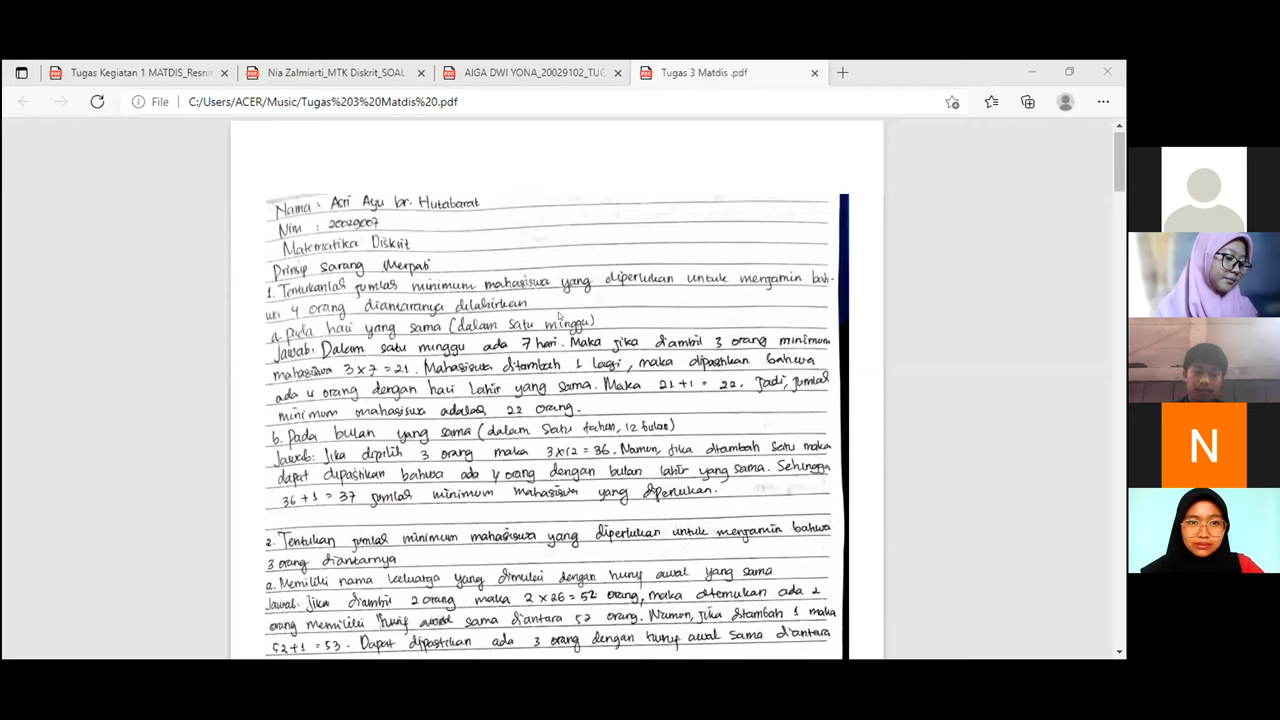 Tugas Kegiatan 1 MATDIS_Resni
Nia Zalmiarti_MTK Diskrit_SOAL
AIGA DWI YONA_20029102_TUG
Tugas 3 Matdis .pdf
File
C:/Users/ACER/Music/Tugas%203%20Matdis%20.pdf
Nama : Asri Ayu br. Hutabarat
Nim : 20029007
Matematika Diskrit
Prinsip Sarang Merpati
1. Tentukanlah jumlah minimum mahasiswa yang diperlukan untuk menjamin bah-
wa 4 orang diantaranya dilahirkan
a. pada hari yang sama (dalam satu minggu)
Jawab: Dalam satu minggu ada 7 hari. Maka jika diambil 3 orang minimum
mahasiswa 3 x 7 = 21. Mahasiswa ditambah 1 lagi, maka dipastikan bahwa
ada 4 orang dengan hari lahir yang sama. Maka 21 + 1 = 22. Jadi, jumlah
minimum mahasiswa adalah 22 orang.
b. Pada bulan yang sama (dalam satu tahun, 12 bulan)
Jawab: Jika dipilih 3 orang maka 3 x 12 = 36. Namun, jika ditambah satu maka
dapat dipastikan bahwa ada 4 orang dengan bulan lahir yang sama. Sehingga
36 + 1 = 37 jumlah minimum mahasiswa yang diperlukan.
2. Tentukan jumlah minimum mahasiswa yang diperlukan untuk menjamin bahwa
3 orang diantarnya
a. Memiliki nama keluarga yang dimulai dengan huruf awal yang sama
Jawab: Jika diambil 2 orang maka 2 x 26 = 52 orang, maka ditemukan ada 2
orang memiliki huruf awal sama diantara 52 orang. Namun, jika ditambah 1 maka
52 + 1 = 53. Dapat dipastikan ada 3 orang dengan huruf awal sama diantara
N